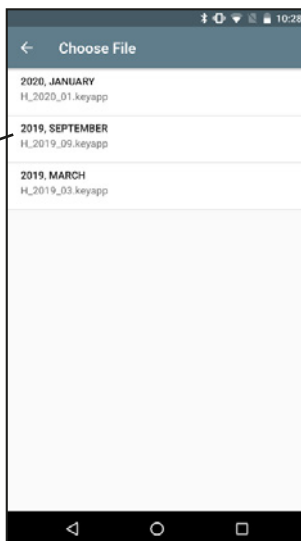 10:28
Choose File
2020, JANUARY
H_2020_01.keyapp
2019, SEPTEMBER
H_2019_09.keyapp
2019, MARCH
H_2019_03.keyapp